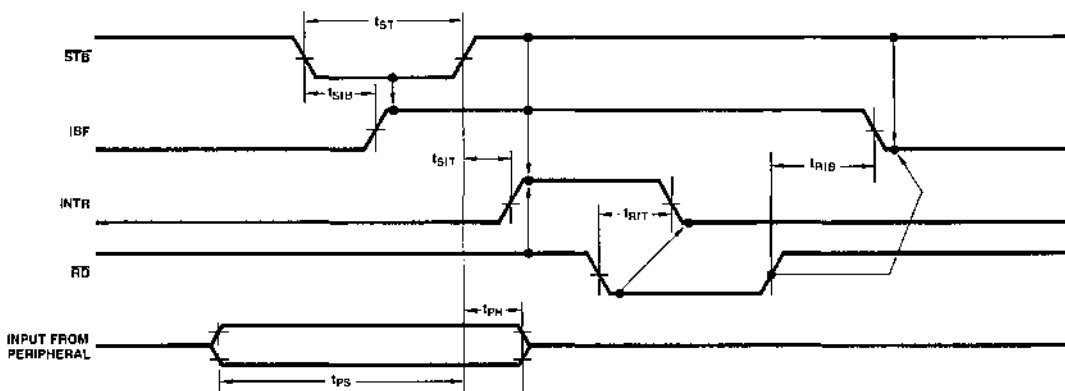 tST
STB
tSIB
IBF
tSIT
tRIB
INTR
tRIT
RD
tPH
INPUT FROM
PERIPHERAL
tPS